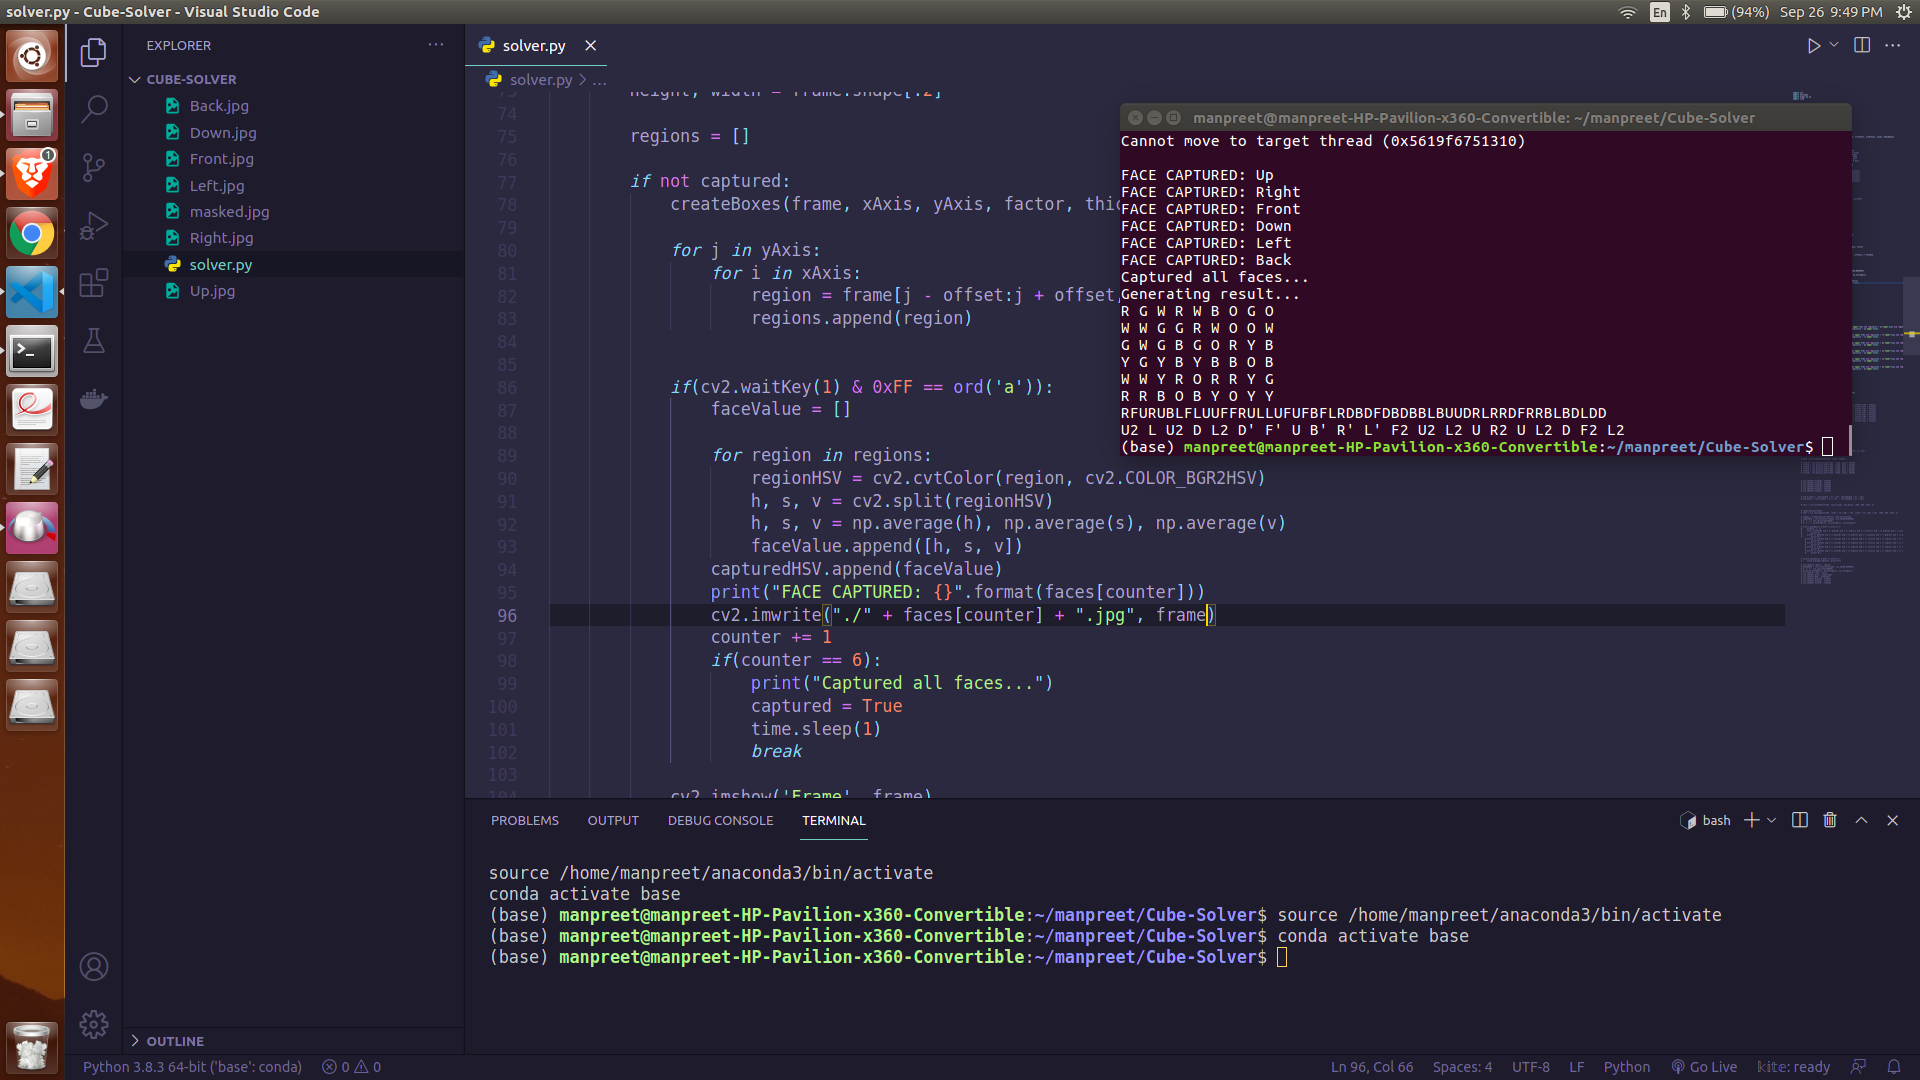 solver.py - Cube-Solver - Visual Studio Code
En
(94%)
Sep 26 9:49 PM
1
EXPLORER
CUBE-SOLVER
Back.jpg
Down.jpg
Front.jpg
Left.jpg
masked.jpg
Right.jpg
solver.py
Up.jpg
OUTLINE
solver.py
solver.py > ...
73 height, width = frame.shape[:2]
74
75 regions = []
76
77 if not captured:
78 createBoxes(frame, xAxis, yAxis, factor, thic
79
80 for j in yAxis:
81 for i in xAxis:
82 region = frame[j - offset:j + offset,
83 regions.append(region)
84
85
86 if(cv2.waitKey(1) & 0xFF == ord('a')):
87 faceValue = []
88
89 for region in regions:
90 regionHSV = cv2.cvtColor(region, cv2.COLOR_BGR2HSV)
91 h, s, v = cv2.split(regionHSV)
92 h, s, v = np.average(h), np.average(s), np.average(v)
93 faceValue.append([h, s, v])
94 capturedHSV.append(faceValue)
95 print("FACE CAPTURED: {}".format(faces[counter]))
96 cv2.imwrite("./" + faces[counter] + ".jpg", frame)
97 counter += 1
98 if(counter == 6):
99 print("Captured all faces...")
100 captured = True
101 time.sleep(1)
102 break
103
104 cv2.imshow('Frame', frame)
manpreet@manpreet-HP-Pavilion-x360-Convertible: ~/manpreet/Cube-Solver
Cannot move to target thread (0x5619f6751310)
FACE CAPTURED: Up
FACE CAPTURED: Right
FACE CAPTURED: Front
FACE CAPTURED: Down
FACE CAPTURED: Left
FACE CAPTURED: Back
Captured all faces...
Generating result...
R G W R W B O G O
W W G G R W O O W
G W G B G O R Y B
Y G Y B Y B B O B
W W Y R O R R Y G
R R B O B Y O Y Y
RFURUBLFLUUFFRULLUFUFBFLRDBDFDBDBBLBUUDRLRRDFRRBLBDLDD
U2 L U2 D L2 D' F' U B' R' L' F2 U2 L2 U R2 U L2 D F2 L2
(base) manpreet@manpreet-HP-Pavilion-x360-Convertible:~/manpreet/Cube-Solver$
PROBLEMS OUTPUT DEBUG CONSOLE TERMINAL
bash
source /home/manpreet/anaconda3/bin/activate
conda activate base
(base) manpreet@manpreet-HP-Pavilion-x360-Convertible:~/manpreet/Cube-Solver$ source /home/manpreet/anaconda3/bin/activate
(base) manpreet@manpreet-HP-Pavilion-x360-Convertible:~/manpreet/Cube-Solver$ conda activate base
(base) manpreet@manpreet-HP-Pavilion-x360-Convertible:~/manpreet/Cube-Solver$
Python 3.8.3 64-bit ('base': conda) 0 0 Ln 96, Col 66 Spaces: 4 UTF-8 LF Python Go Live kite: ready